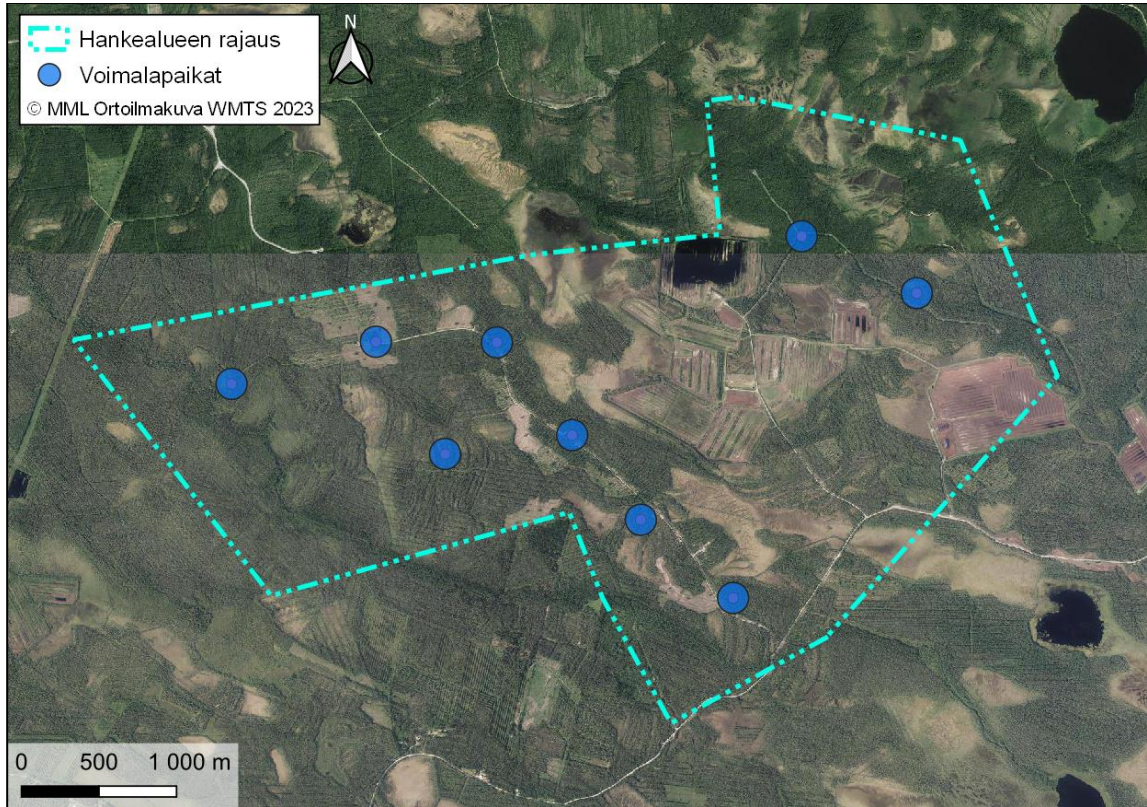 Hankealueen rajaus
Voimalapaikat
© MML Ortoilmakuva WMTS 2023
N
0 500 1 000 m